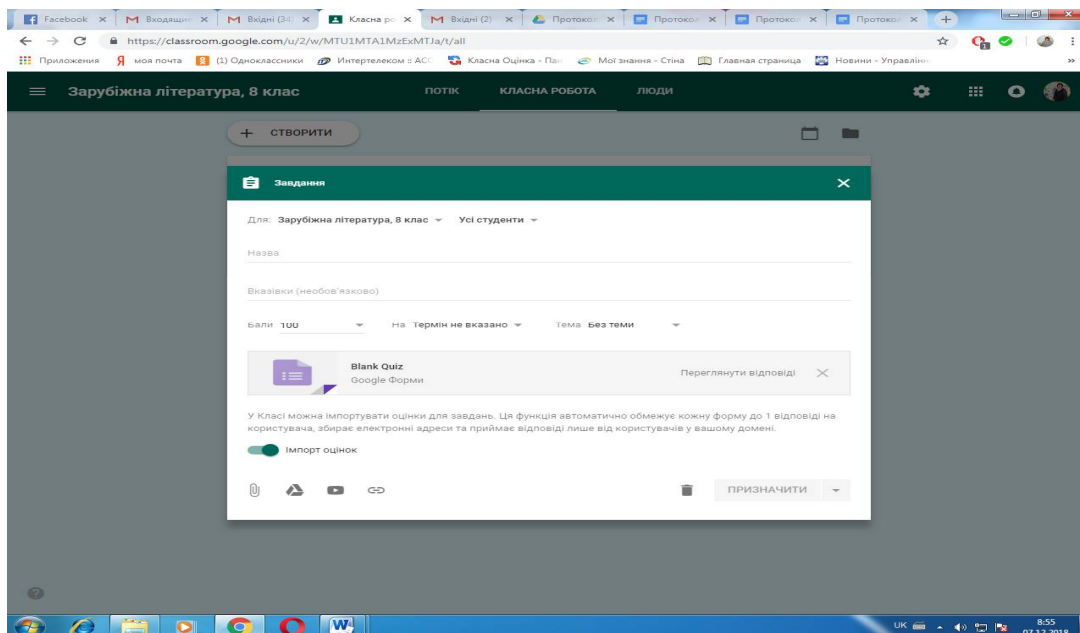 Facebook
Входящи
Вхідні (34
Класна ро
Вхідні (2)
Протокол
Протокол
Протокол
Протокол
https://classroom.google.com/u/2/w/MTU1MTA1MzExMTJa/t/all
Приложения
моя почта
(1) Одноклассники
Интертелеком :: АС
Класна Оцінка - Пан
Мої знання - Стіна
Главная страница
Новини - Управлін
»
Зарубіжна література, 8 клас
ПОТІК
КЛАСНА РОБОТА
ЛЮДИ
+ СТВОРИТИ
Завдання
Для: Зарубіжна література, 8 клас Усі студенти
Назва
Вказівки (необов'язково)
Бали 100 На Термін не вказано Тема Без теми
Blank Quiz
Google Форми
Переглянути відповіді
У Класі можна імпортувати оцінки для завдань. Ця функція автоматично обмежує кожну форму до 1 відповіді на
користувача, збирає електронні адреси та приймає відповіді лише від користувачів у вашому домені.
Імпорт оцінок
ПРИЗНАЧИТИ
UK
8:55
07.12.2018